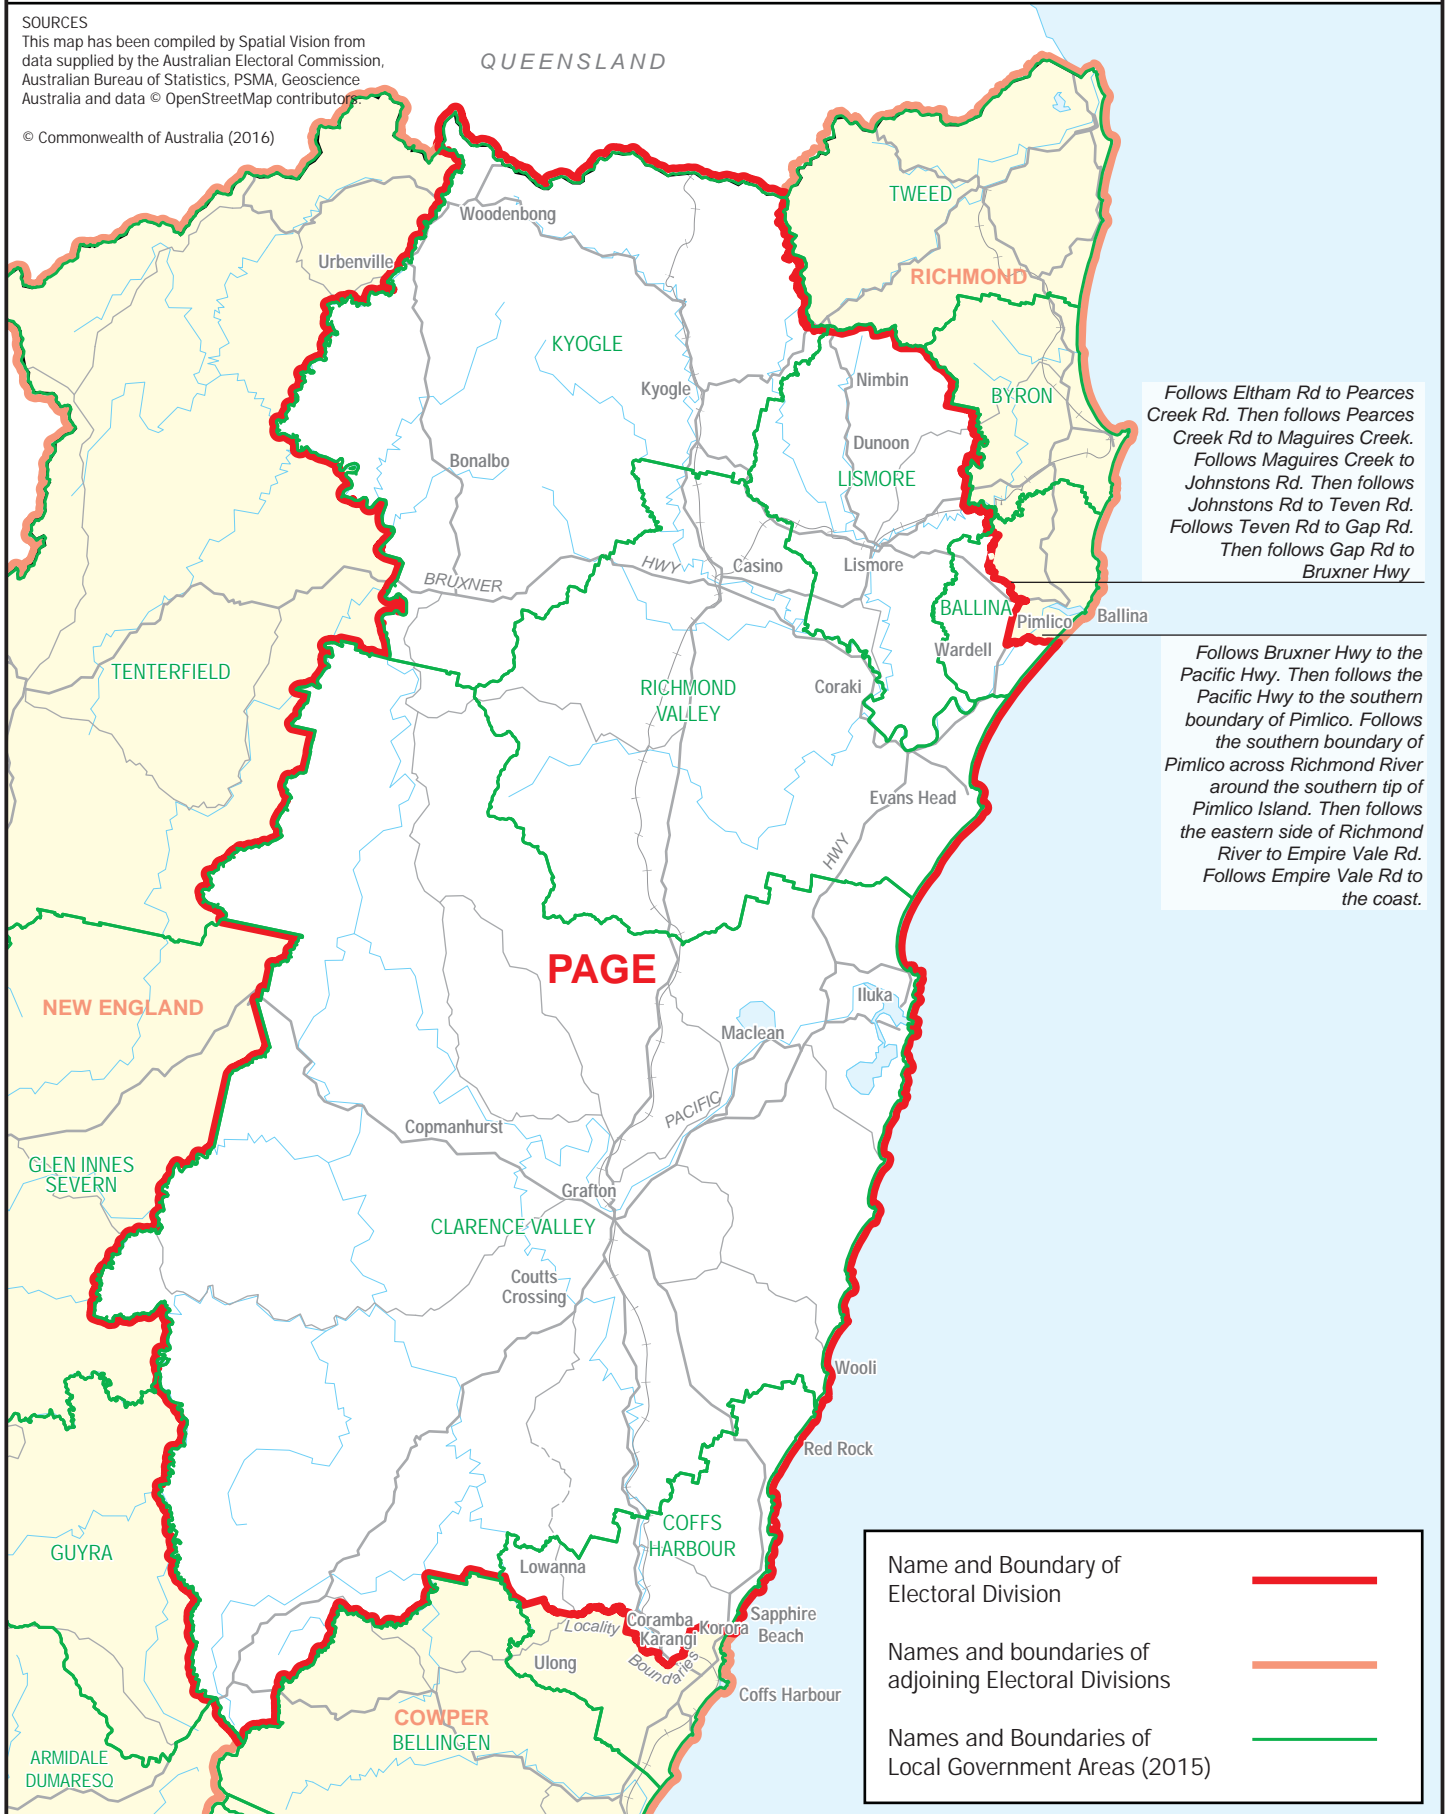 SOURCES
This map has been compiled by Spatial Vision from
data supplied by the Australian Electoral Commission,
Australian Bureau of Statistics, PSMA, Geoscience
Australia and data © OpenStreetMap contributors.
© Commonwealth of Australia (2016)
QUEENSLAND
TWEED
Woodenbong
Urbenville
RICHMOND
KYOGLE
Nimbin
Kyogle
BYRON
Follows Eltham Rd to Pearces
Creek Rd. Then follows Pearces
Creek Rd to Maguires Creek.
Follows Maguires Creek to
Johnstons Rd. Then follows
Johnstons Rd to Teven Rd.
Follows Teven Rd to Gap Rd.
Then follows Gap Rd to
Bruxner Hwy
Dunoon
Bonalbo
LISMORE
HWY
Casino
Lismore
BRUXNER
BALLINA
Pimlico
Ballina
Wardell
TENTERFIELD
RICHMOND
VALLEY
Coraki
Follows Bruxner Hwy to the
Pacific Hwy. Then follows the
Pacific Hwy to the southern
boundary of Pimlico. Follows
the southern boundary of
Pimlico across Richmond River
around the southern tip of
Pimlico Island. Then follows
the eastern side of Richmond
River to Empire Vale Rd.
Follows Empire Vale Rd to
the coast.
Evans Head
HWY
PAGE
NEW ENGLAND
Iluka
Maclean
PACIFIC
Copmanhurst
GLEN INNES
SEVERN
Grafton
CLARENCE VALLEY
Coutts
Crossing
Wooli
Red Rock
COFFS
HARBOUR
GUYRA
Lowanna
Locality
Coramba
Karangi
Korora
Sapphire
Beach
Boundaries
Ulong
Coffs Harbour
COWPER
BELLINGEN
ARMIDALE
DUMARESQ
Name and Boundary of
Electoral Division
Names and boundaries of
adjoining Electoral Divisions
Names and Boundaries of
Local Government Areas (2015)